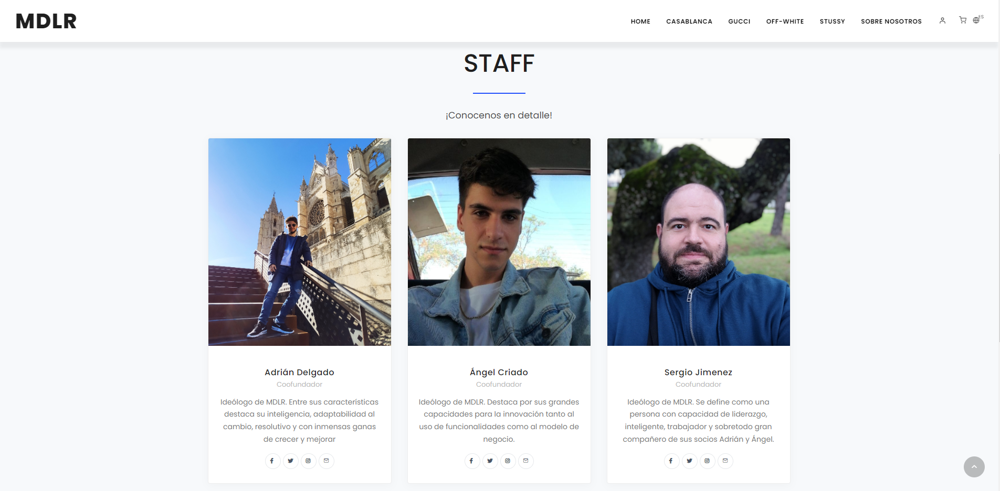 MDLR
HOME CASABLANCA GUCCI OFF-WHITE STUSSY SOBRE NOSOTROS ES
STAFF
¡Conocenos en detalle!
Adrián Delgado
Coofundador
Ideólogo de MDLR. Entre sus características
destaca su inteligencia, adaptabilidad al
cambio, resolutivo y con inmensas ganas
de crecer y mejorar
Ángel Criado
Coofundador
Ideólogo de MDLR. Destaca por sus grandes
capacidades para la innovación tanto al
uso de funcionalidades como al modelo de
negocio.
Sergio Jimenez
Coofundador
Ideólogo de MDLR. Se define como una
persona con capacidad de liderazgo,
inteligente, trabajador y sobretodo gran
compañero de sus socios Adrián y Ángel.